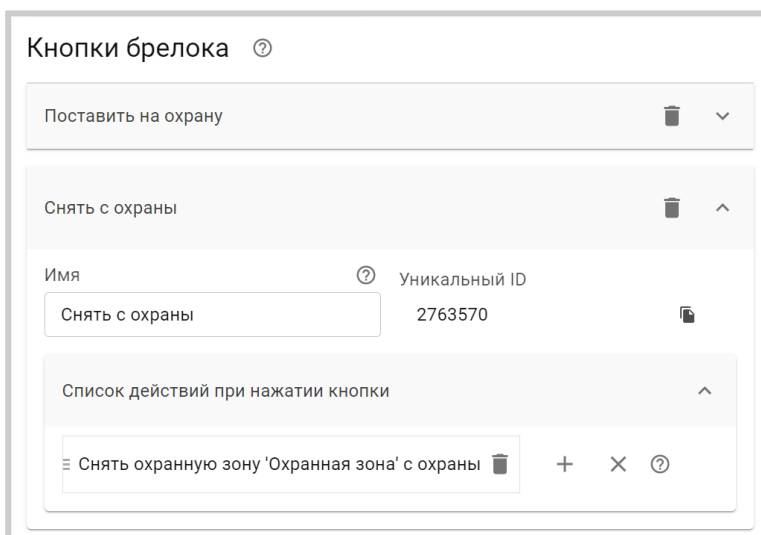 Кнопки брелока
Поставить на охрану
Снять с охраны
Имя
Уникальный ID
Снять с охраны
2763570
Список действий при нажатии кнопки
Снять охранную зону 'Охранная зона' с охраны